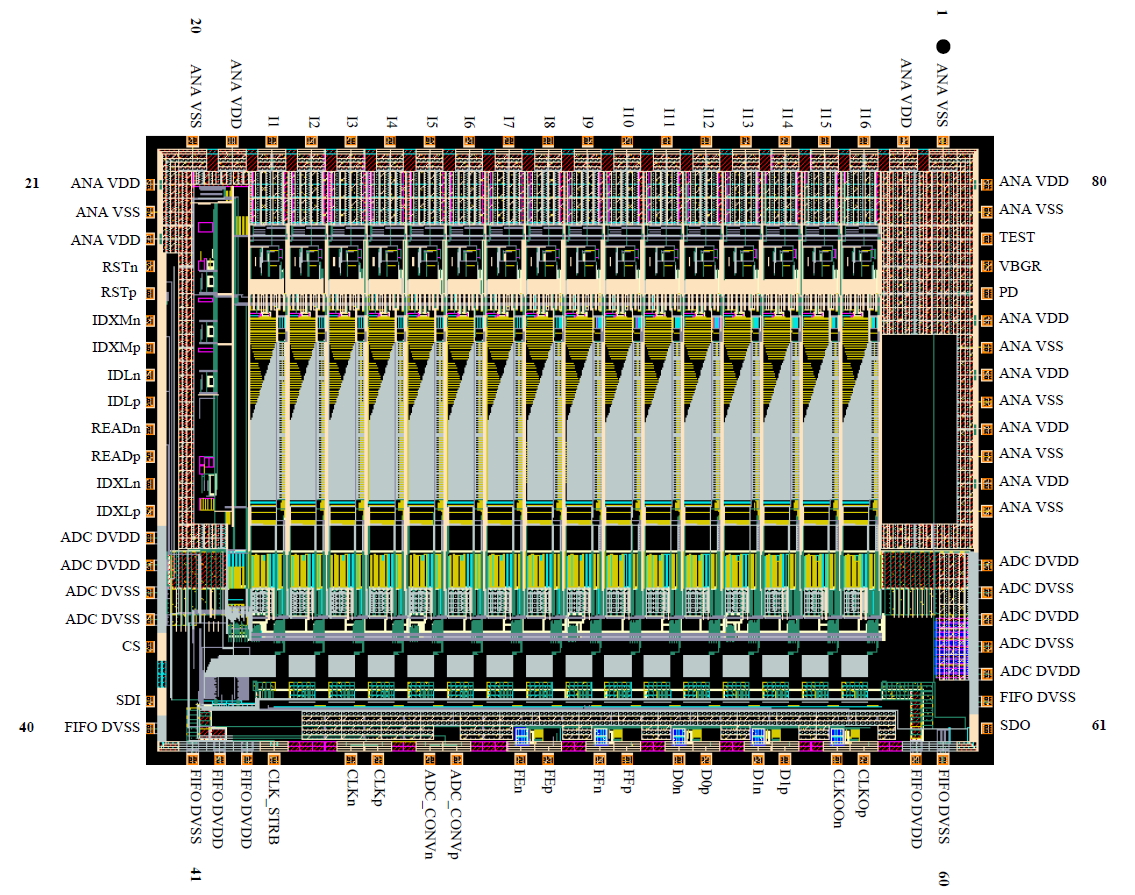 20
1
ANA VSS
ANA VDD
I1
I2
I3
I4
I5
I6
I7
I8
I9
I10
I11
I12
I13
I14
I15
I16
ANA VDD
ANA VSS
21
ANA VDD
ANA VSS
ANA VDD
RSTn
RSTp
IDXMn
IDXMp
IDLn
IDLp
READn
READp
IDXLn
IDXLp
ADC DVDD
ADC DVDD
ADC DVSS
ADC DVSS
CS
SDI
40
FIFO DVSS
ANA VDD
80
ANA VSS
TEST
VBGR
PD
ANA VDD
ANA VSS
ANA VDD
ANA VSS
ANA VDD
ANA VSS
ANA VDD
ANA VSS
ADC DVDD
ADC DVSS
ADC DVDD
ADC DVSS
ADC DVDD
FIFO DVSS
SDO
61
FIFO DVSS
FIFO DVDD
FIFO DVDD
CLK_STRB
CLKn
CLKp
ADC_CONVn
ADC_CONVp
FEn
FEp
FFn
FFp
D0n
D0p
D1n
D1p
CLKOOn
CLKOp
FIFO DVDD
FIFO DVSS
41
60